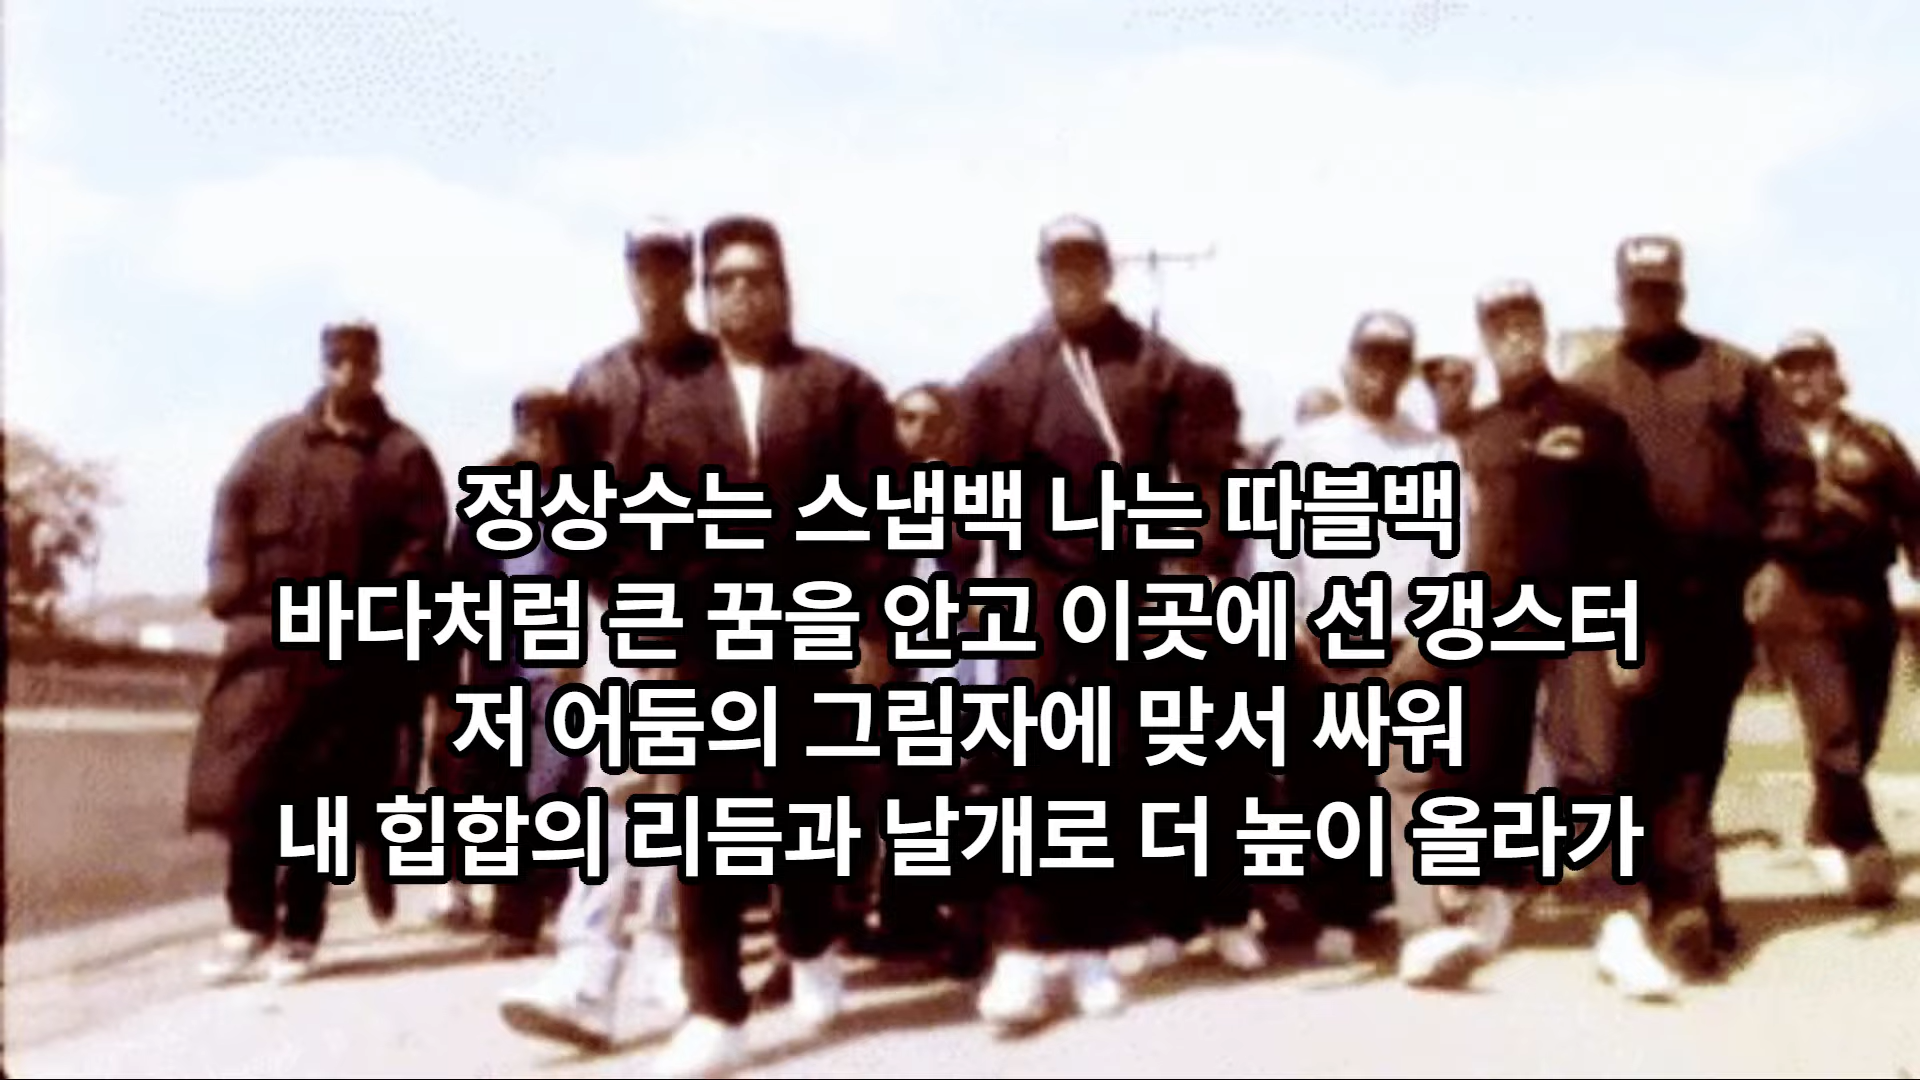 정상수는 스냅백 나는 따블백
바다처럼 큰 꿈을 안고 이곳에 선 갱스터
저 어둠의 그림자에 맞서 싸워
내 힙합의 리듬과 날개로 더 높이 올라가